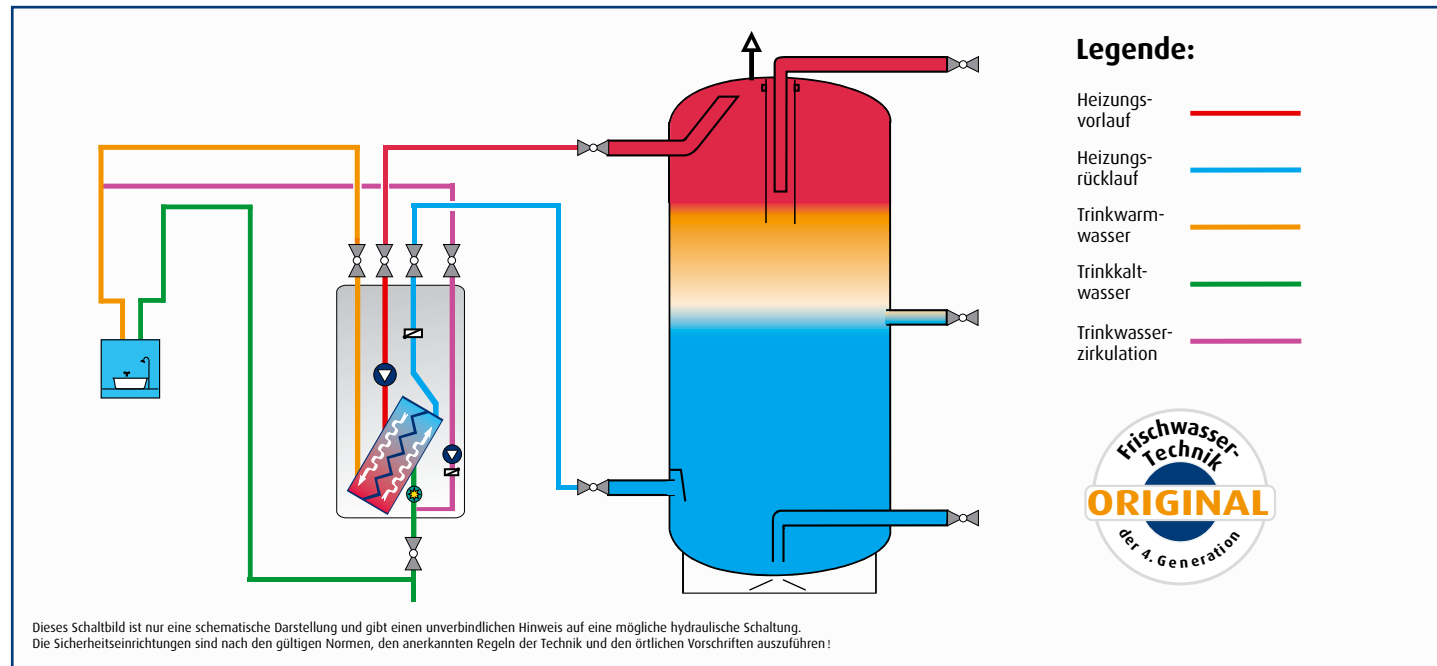 Legende:
Heizungs-
vorlauf
Heizungs-
rücklauf
Trinkwarm-
wasser
Trinkkalt-
wasser
Trinkwasser-
zirkulation
Frischwasser-
Technik
ORIGINAL
der 4. Generation
Dieses Schaltbild ist nur eine schematische Darstellung und gibt einen unverbindlichen Hinweis auf eine mögliche hydraulische Schaltung.
Die Sicherheitseinrichtungen sind nach den gültigen Normen, den anerkannten Regeln der Technik und den örtlichen Vorschriften auszuführen!